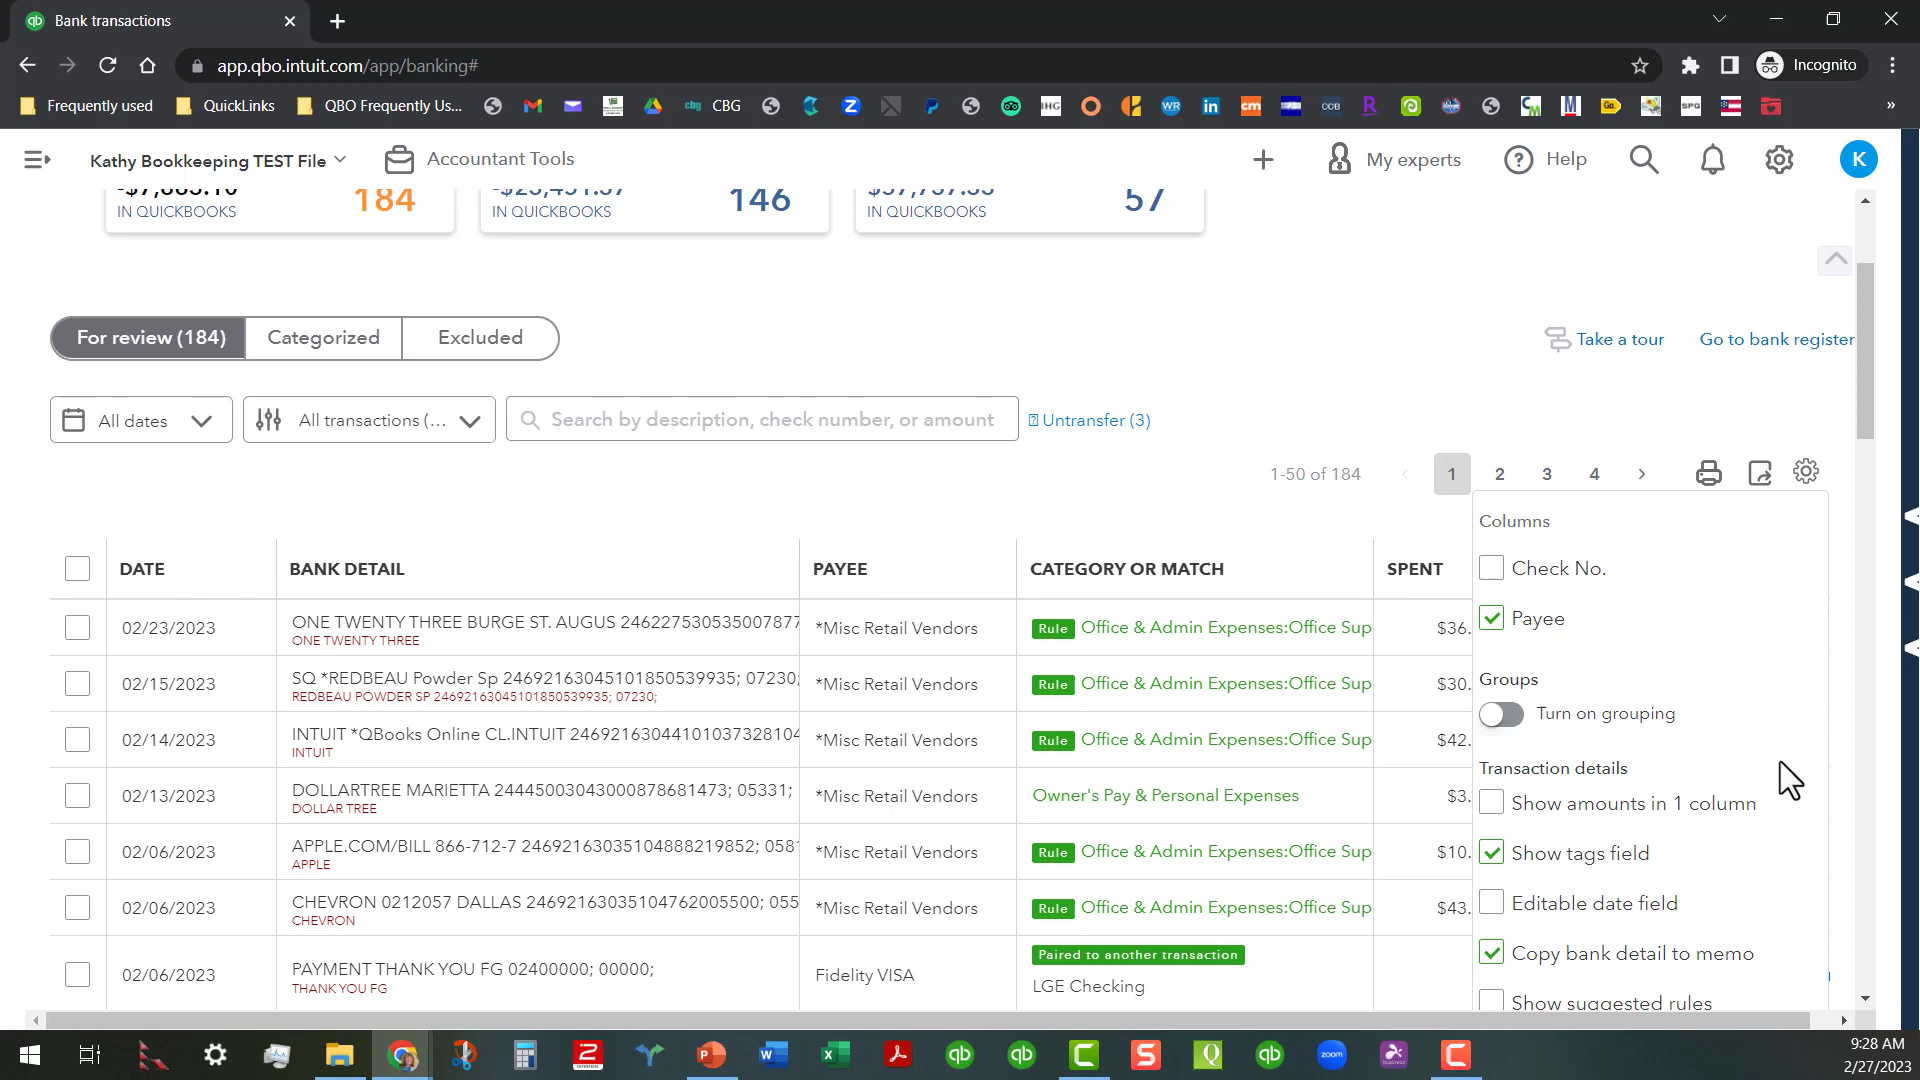 Bank transactions
app.qbo.intuit.com/app/banking#
Incognito
Frequently used
QuickLinks
QBO Frequently Us...
CBG
Kathy Bookkeeping TEST File
Accountant Tools
My experts
Help
K
184
146
57
IN QUICKBOOKS
IN QUICKBOOKS
IN QUICKBOOKS
For review (184)
Categorized
Excluded
Take a tour
Go to bank register
All dates
All transactions (...
Search by description, check number, or amount
Untransfer (3)
1-50 of 184
1 2 3 4
DATE BANK DETAIL PAYEE CATEGORY OR MATCH SPENT
02/23/2023 ONE TWENTY THREE BURGE ST. AUGUS 246227530535007877 *Misc Retail Vendors Rule Office & Admin Expenses:Office Sup $36.
ONE TWENTY THREE
02/15/2023 SQ *REDBEAU Powder Sp 24692163045101850539935; 07230; *Misc Retail Vendors Rule Office & Admin Expenses:Office Sup $30.
REDBEAU POWDER SP 24692163045101850539935; 07230;
02/14/2023 INTUIT *QBooks Online CL.INTUIT 2469216304410103732810 *Misc Retail Vendors Rule Office & Admin Expenses:Office Sup $42.
INTUIT
02/13/2023 DOLLARTREE MARIETTA 24445003043000878681473; 05331; *Misc Retail Vendors Owner's Pay & Personal Expenses $3.
DOLLAR TREE
02/06/2023 APPLE.COM/BILL 866-712-7 24692163035104888219852; 058 *Misc Retail Vendors Rule Office & Admin Expenses:Office Sup $10.
APPLE
02/06/2023 CHEVRON 0212057 DALLAS 24692163035104762005500; 055 *Misc Retail Vendors Rule Office & Admin Expenses:Office Sup $43.
CHEVRON
02/06/2023 PAYMENT THANK YOU FG 02400000; 00000; Fidelity VISA Paired to another transaction
THANK YOU FG
LGE Checking
Columns
Check No.
Payee
Groups
Turn on grouping
Transaction details
Show amounts in 1 column
Show tags field
Editable date field
Copy bank detail to memo
Show suggested rules
9:28 AM
2/27/2023